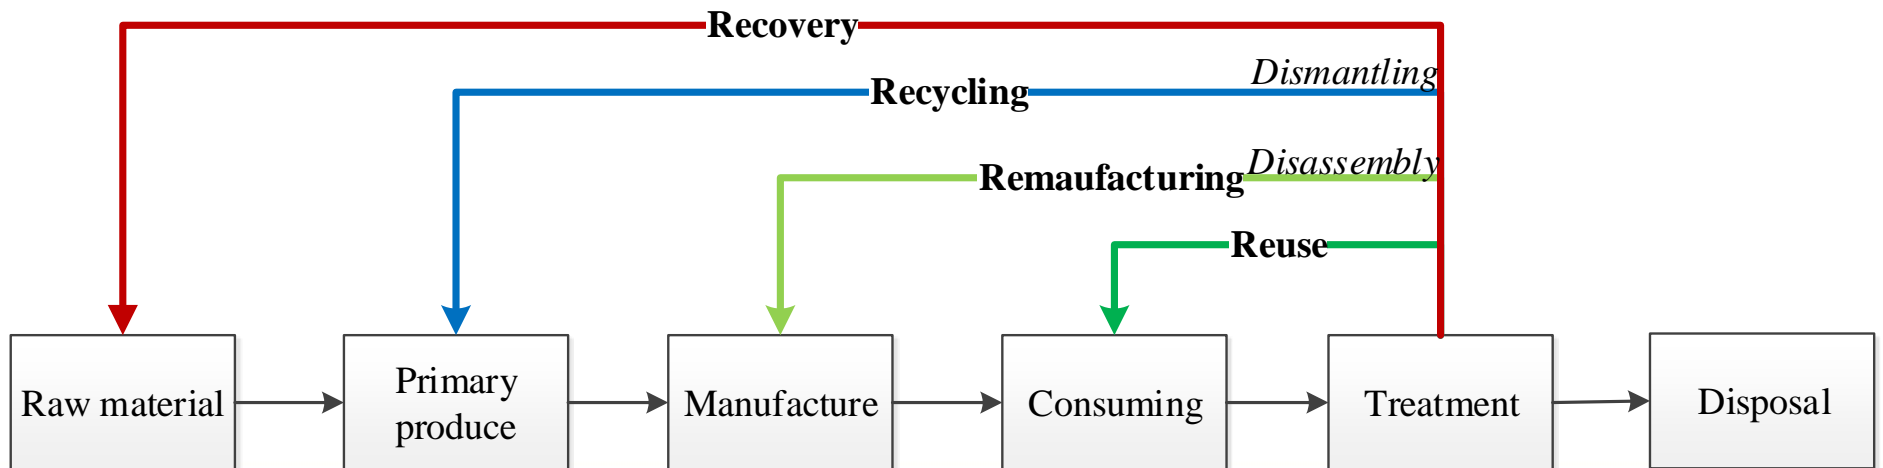 Recovery
Dismantling
Recycling
Disassembly
Remaufacturing
Reuse
Raw material
Primary
produce
Manufacture
Consuming
Treatment
Disposal